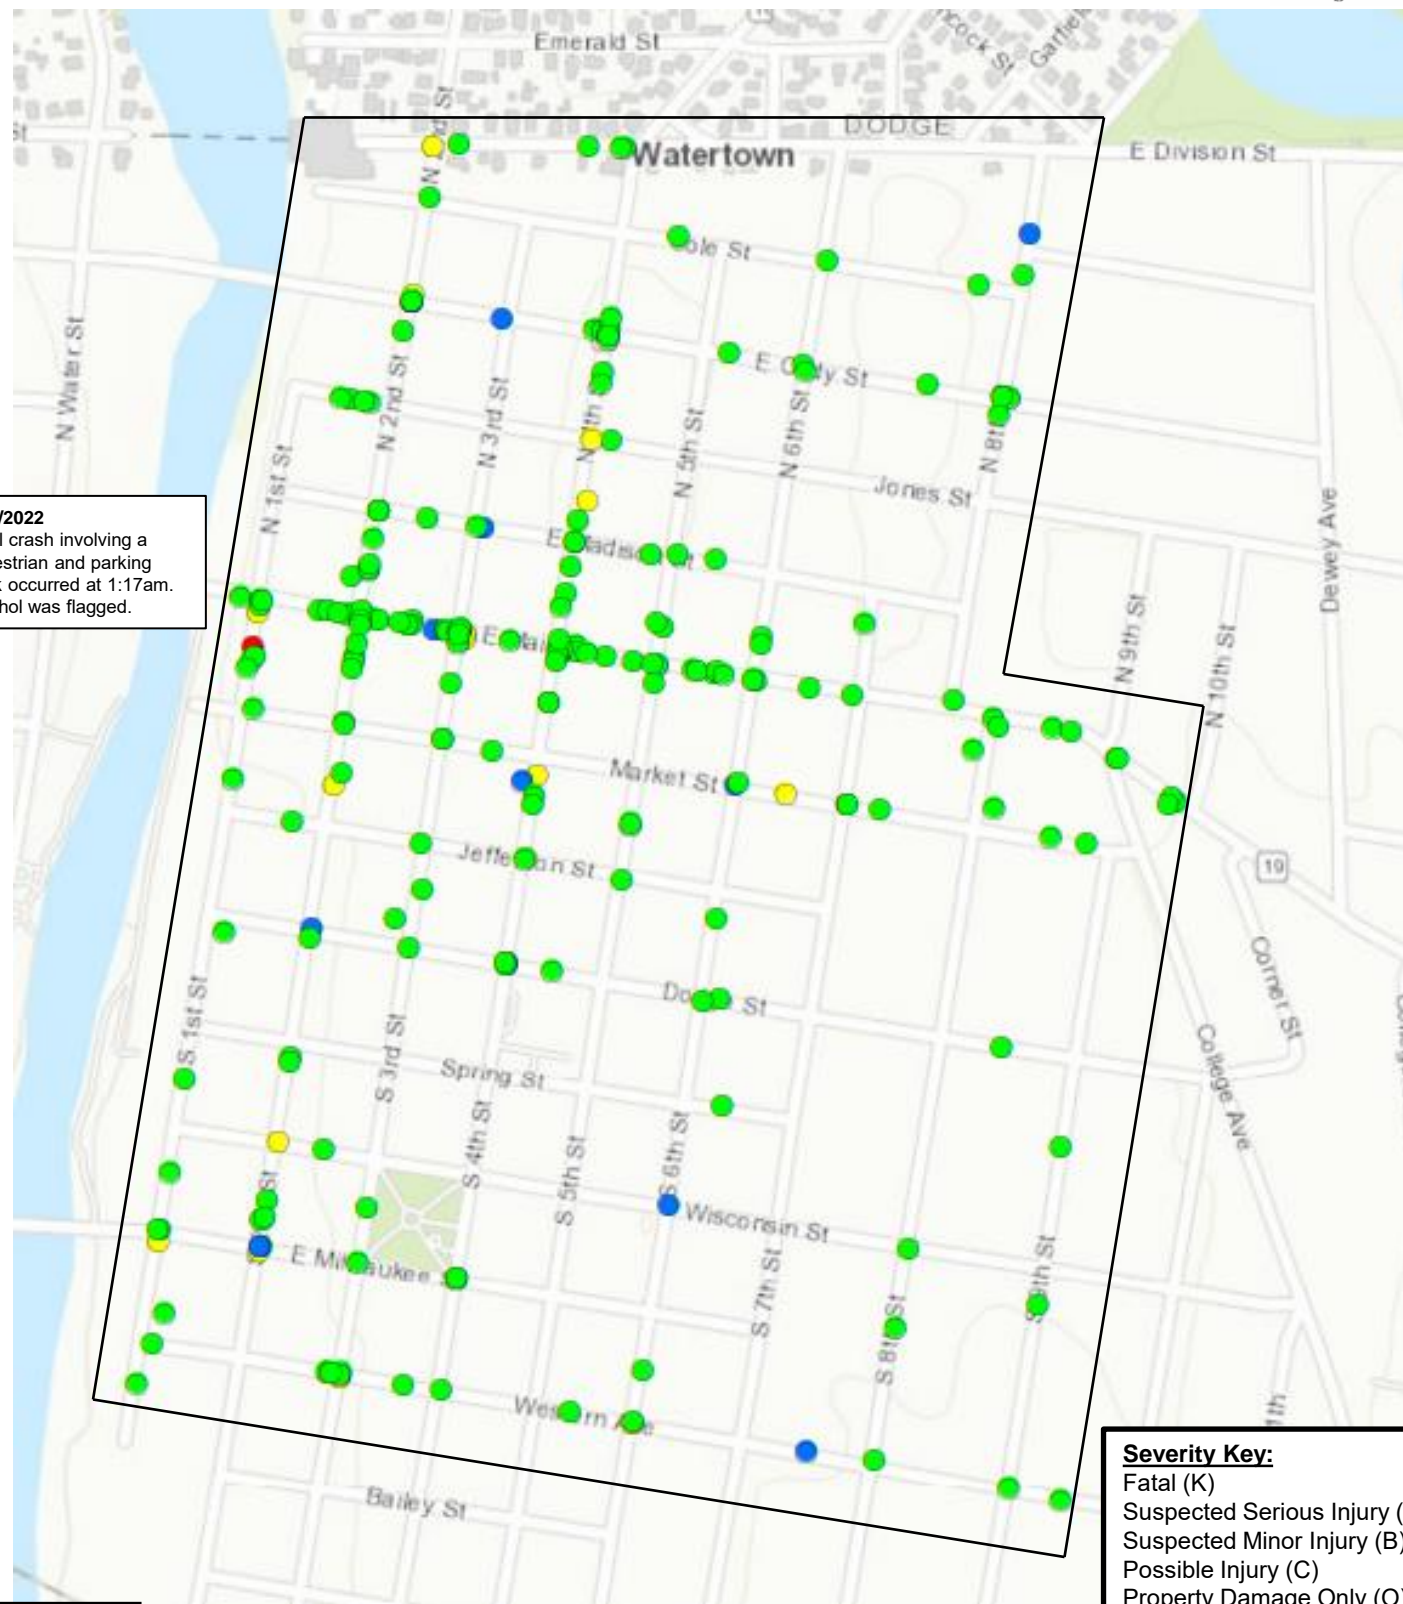 Emerald St
Garfiel
DODGE
Watertown
E Division St
ole St
N Water St
N 2nd St
N 3rd St
N 5th St
N 6th St
N 8th
Jones St
N 1st St
/2022
l crash involving a
estrian and parking
k occurred at 1:17am.
hol was flagged.
Dewey Ave
N 9th St
N 10th St
Market St
St
19
Corner St
College Ave
S 1st St
S 3rd St
Spring St
S 4th St
S 5th St
S 6th St
Wisconsin St
S 7th St
St
Bailey St
Severity Key:
Fatal (K)
Suspected Serious Injury (
Suspected Minor Injury (B)
Possible Injury (C)
Property Damage Only (O)